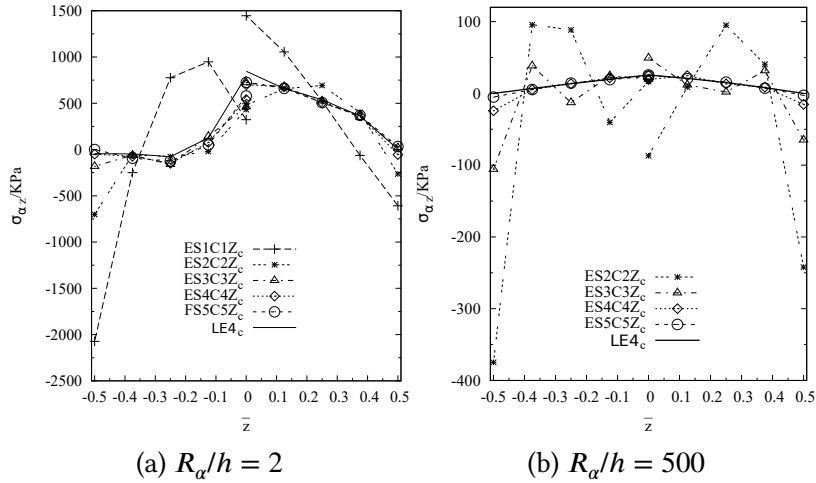 1500
1000
500
0
-500
-1000
-1500
-2000
-2500
σαz/KPa
ES1C1Zc
ES2C2Zc
ES3C3Zc
ES4C4Zc
FS5C5Zc
LE4c
-0.5 -0.4 -0.3 -0.2 -0.1 0 0.1 0.2 0.3 0.4 0.5
z̅
(a) Rα/h = 2
100
0
-100
-200
-300
-400
σαz/KPa
ES2C2Zc
ES3C3Zc
ES4C4Zc
ES5C5Zc
LE4c
-0.5 -0.4 -0.3 -0.2 -0.1 0 0.1 0.2 0.3 0.4 0.5
z̅
(b) Rα/h = 500